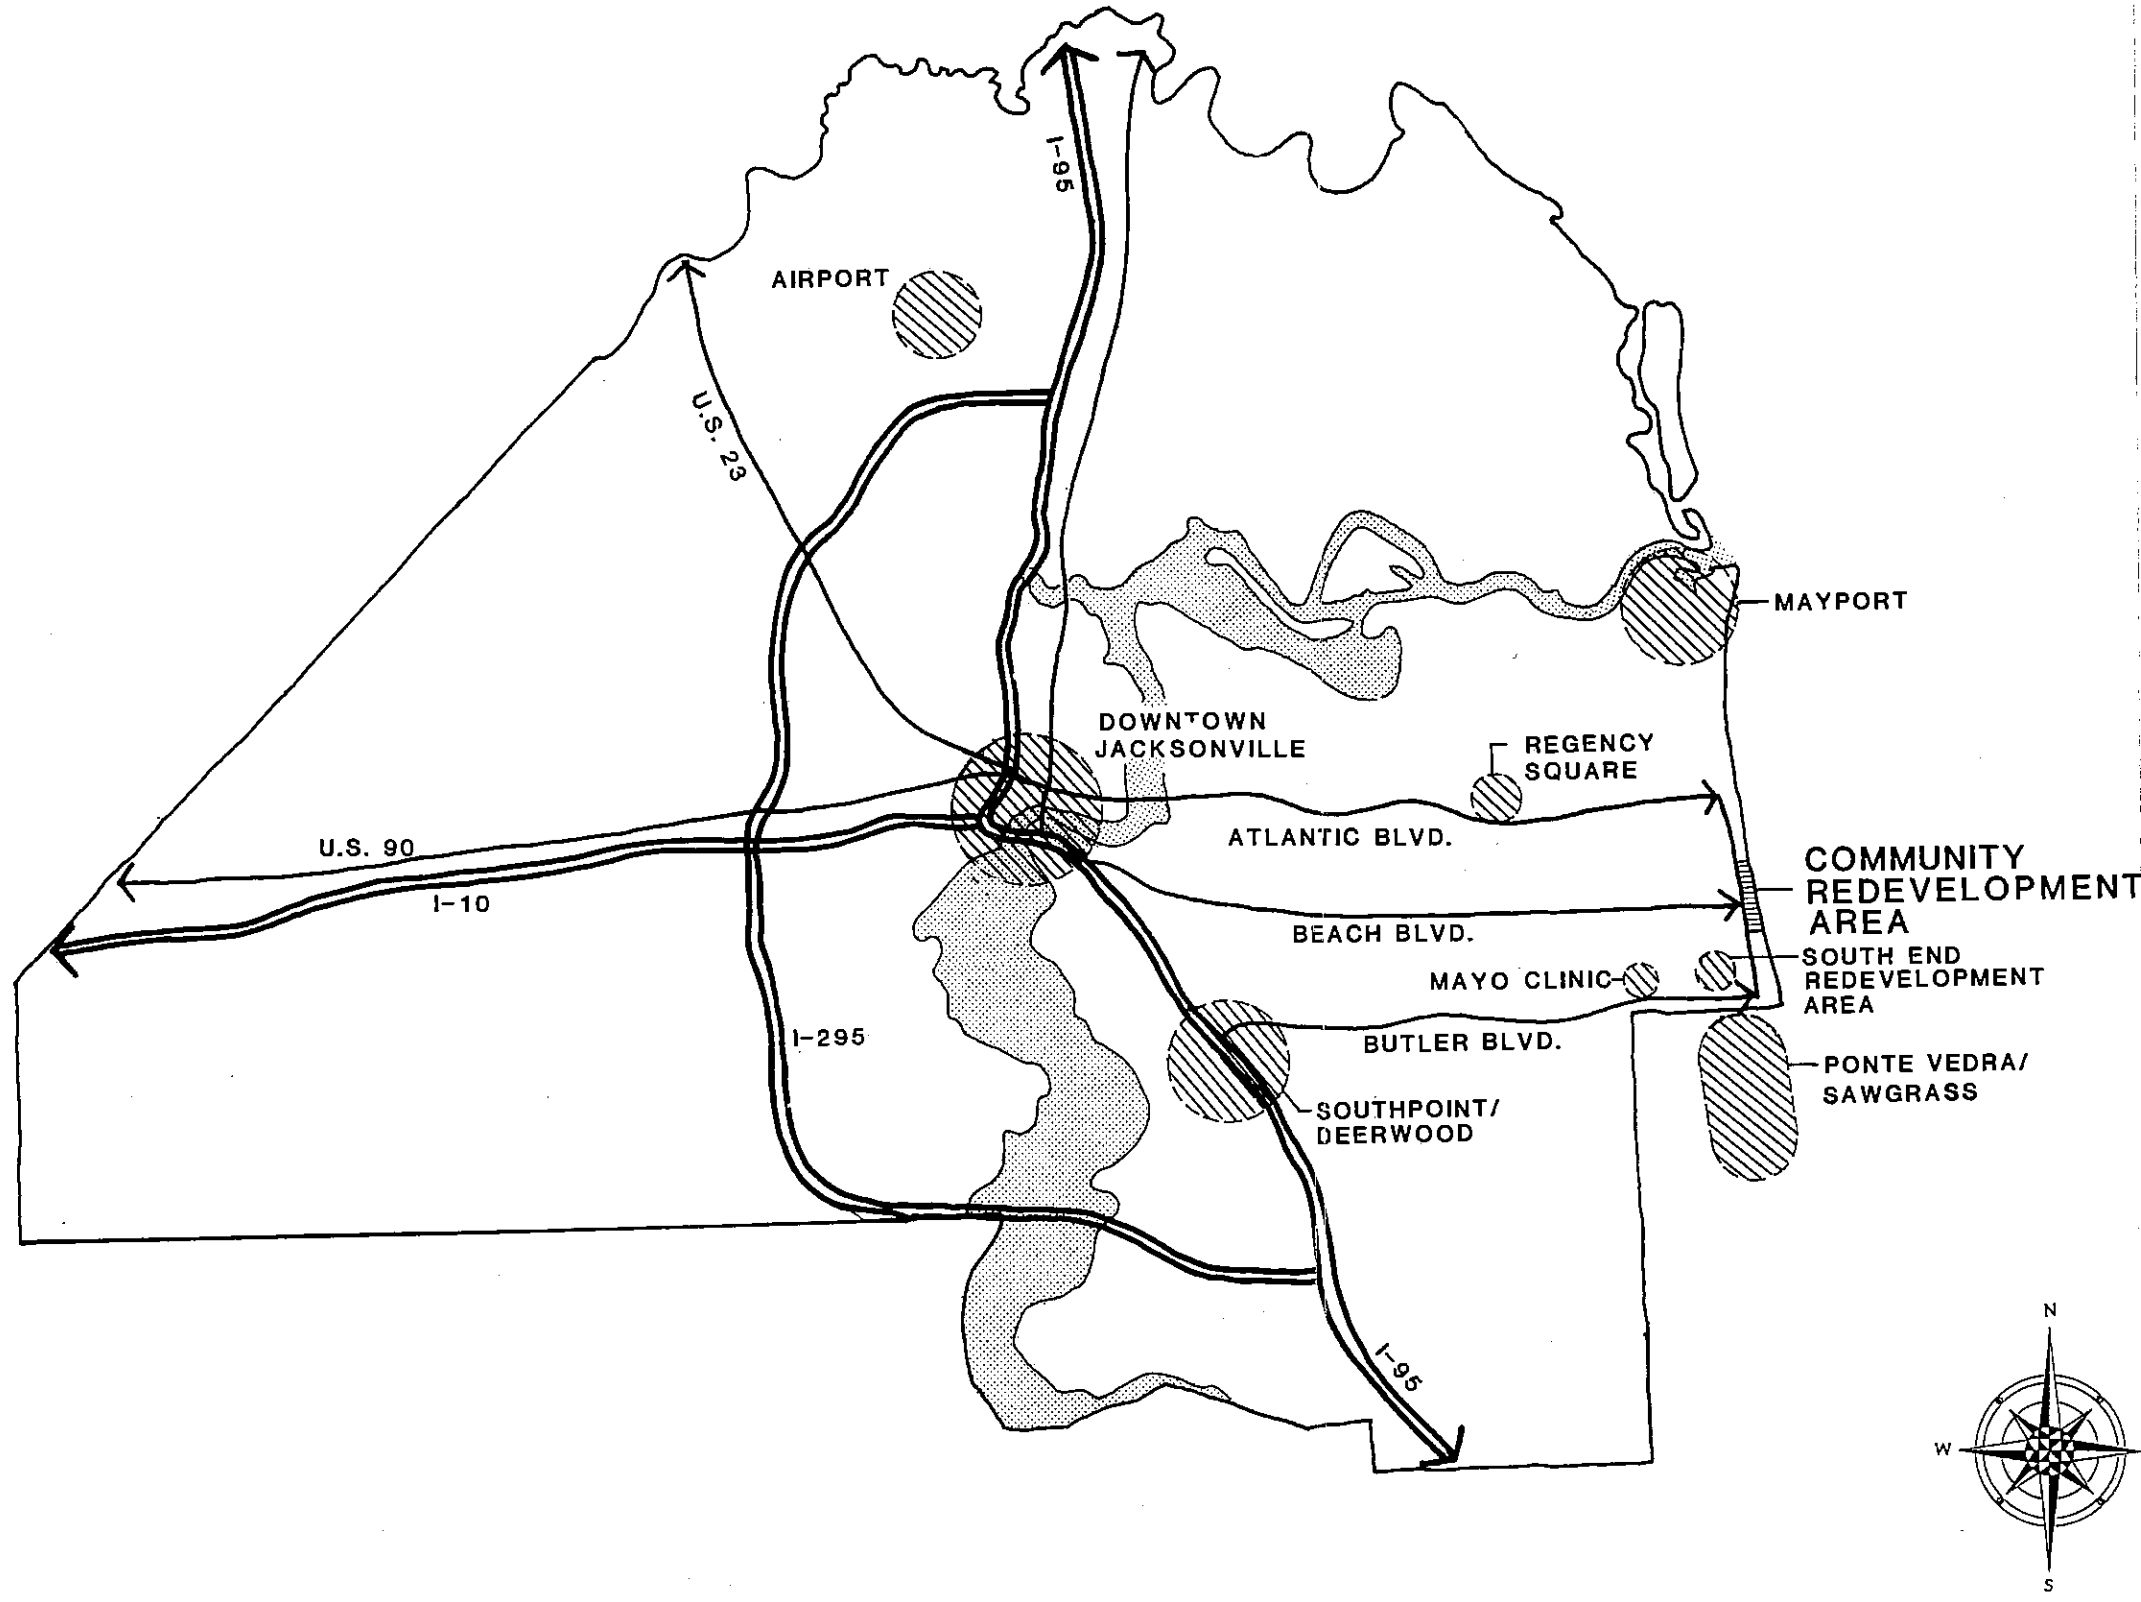 I-95
AIRPORT
U.S. 23
MAYPORT
DOWNTOWN
JACKSONVILLE
REGENCY
SQUARE
ATLANTIC BLVD.
U.S. 90
I-10
COMMUNITY
REDEVELOPMENT
AREA
BEACH BLVD.
SOUTH END
REDEVELOPMENT
AREA
MAYO CLINIC
I-295
BUTLER BLVD.
PONTE VEDRA/
SAWGRASS
SOUTHPOINT/
DEERWOOD
I-95
N
W
S